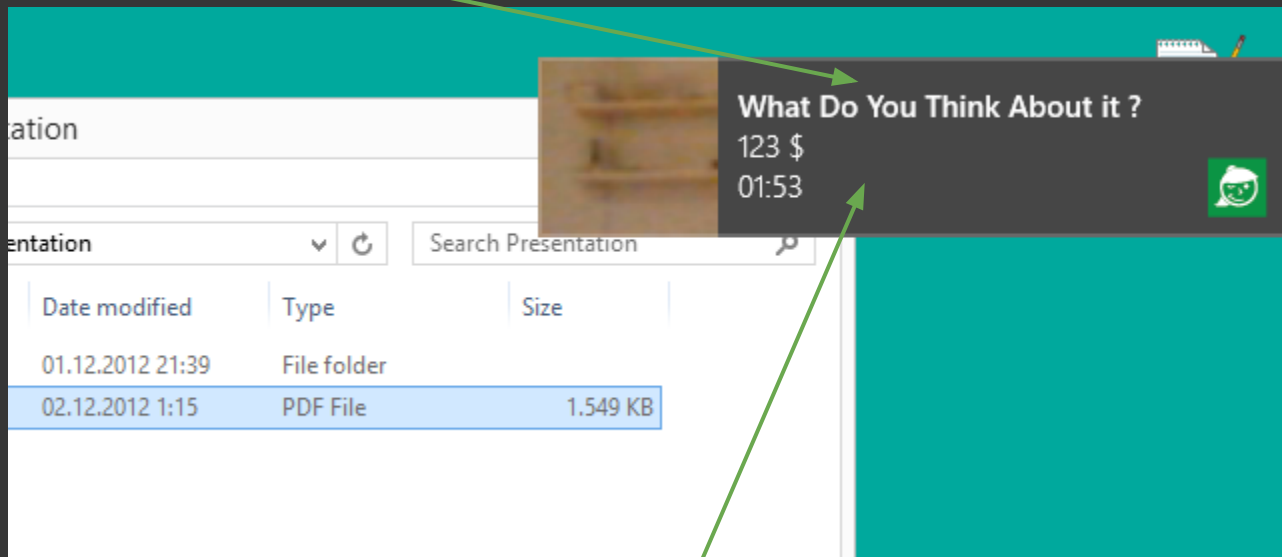 What Do You Think About it ?
123 $
01:53
ation
entation
Search Presentation
Date modified Type Size
01.12.2012 21:39 File folder
02.12.2012 1:15 PDF File 1.549 KB